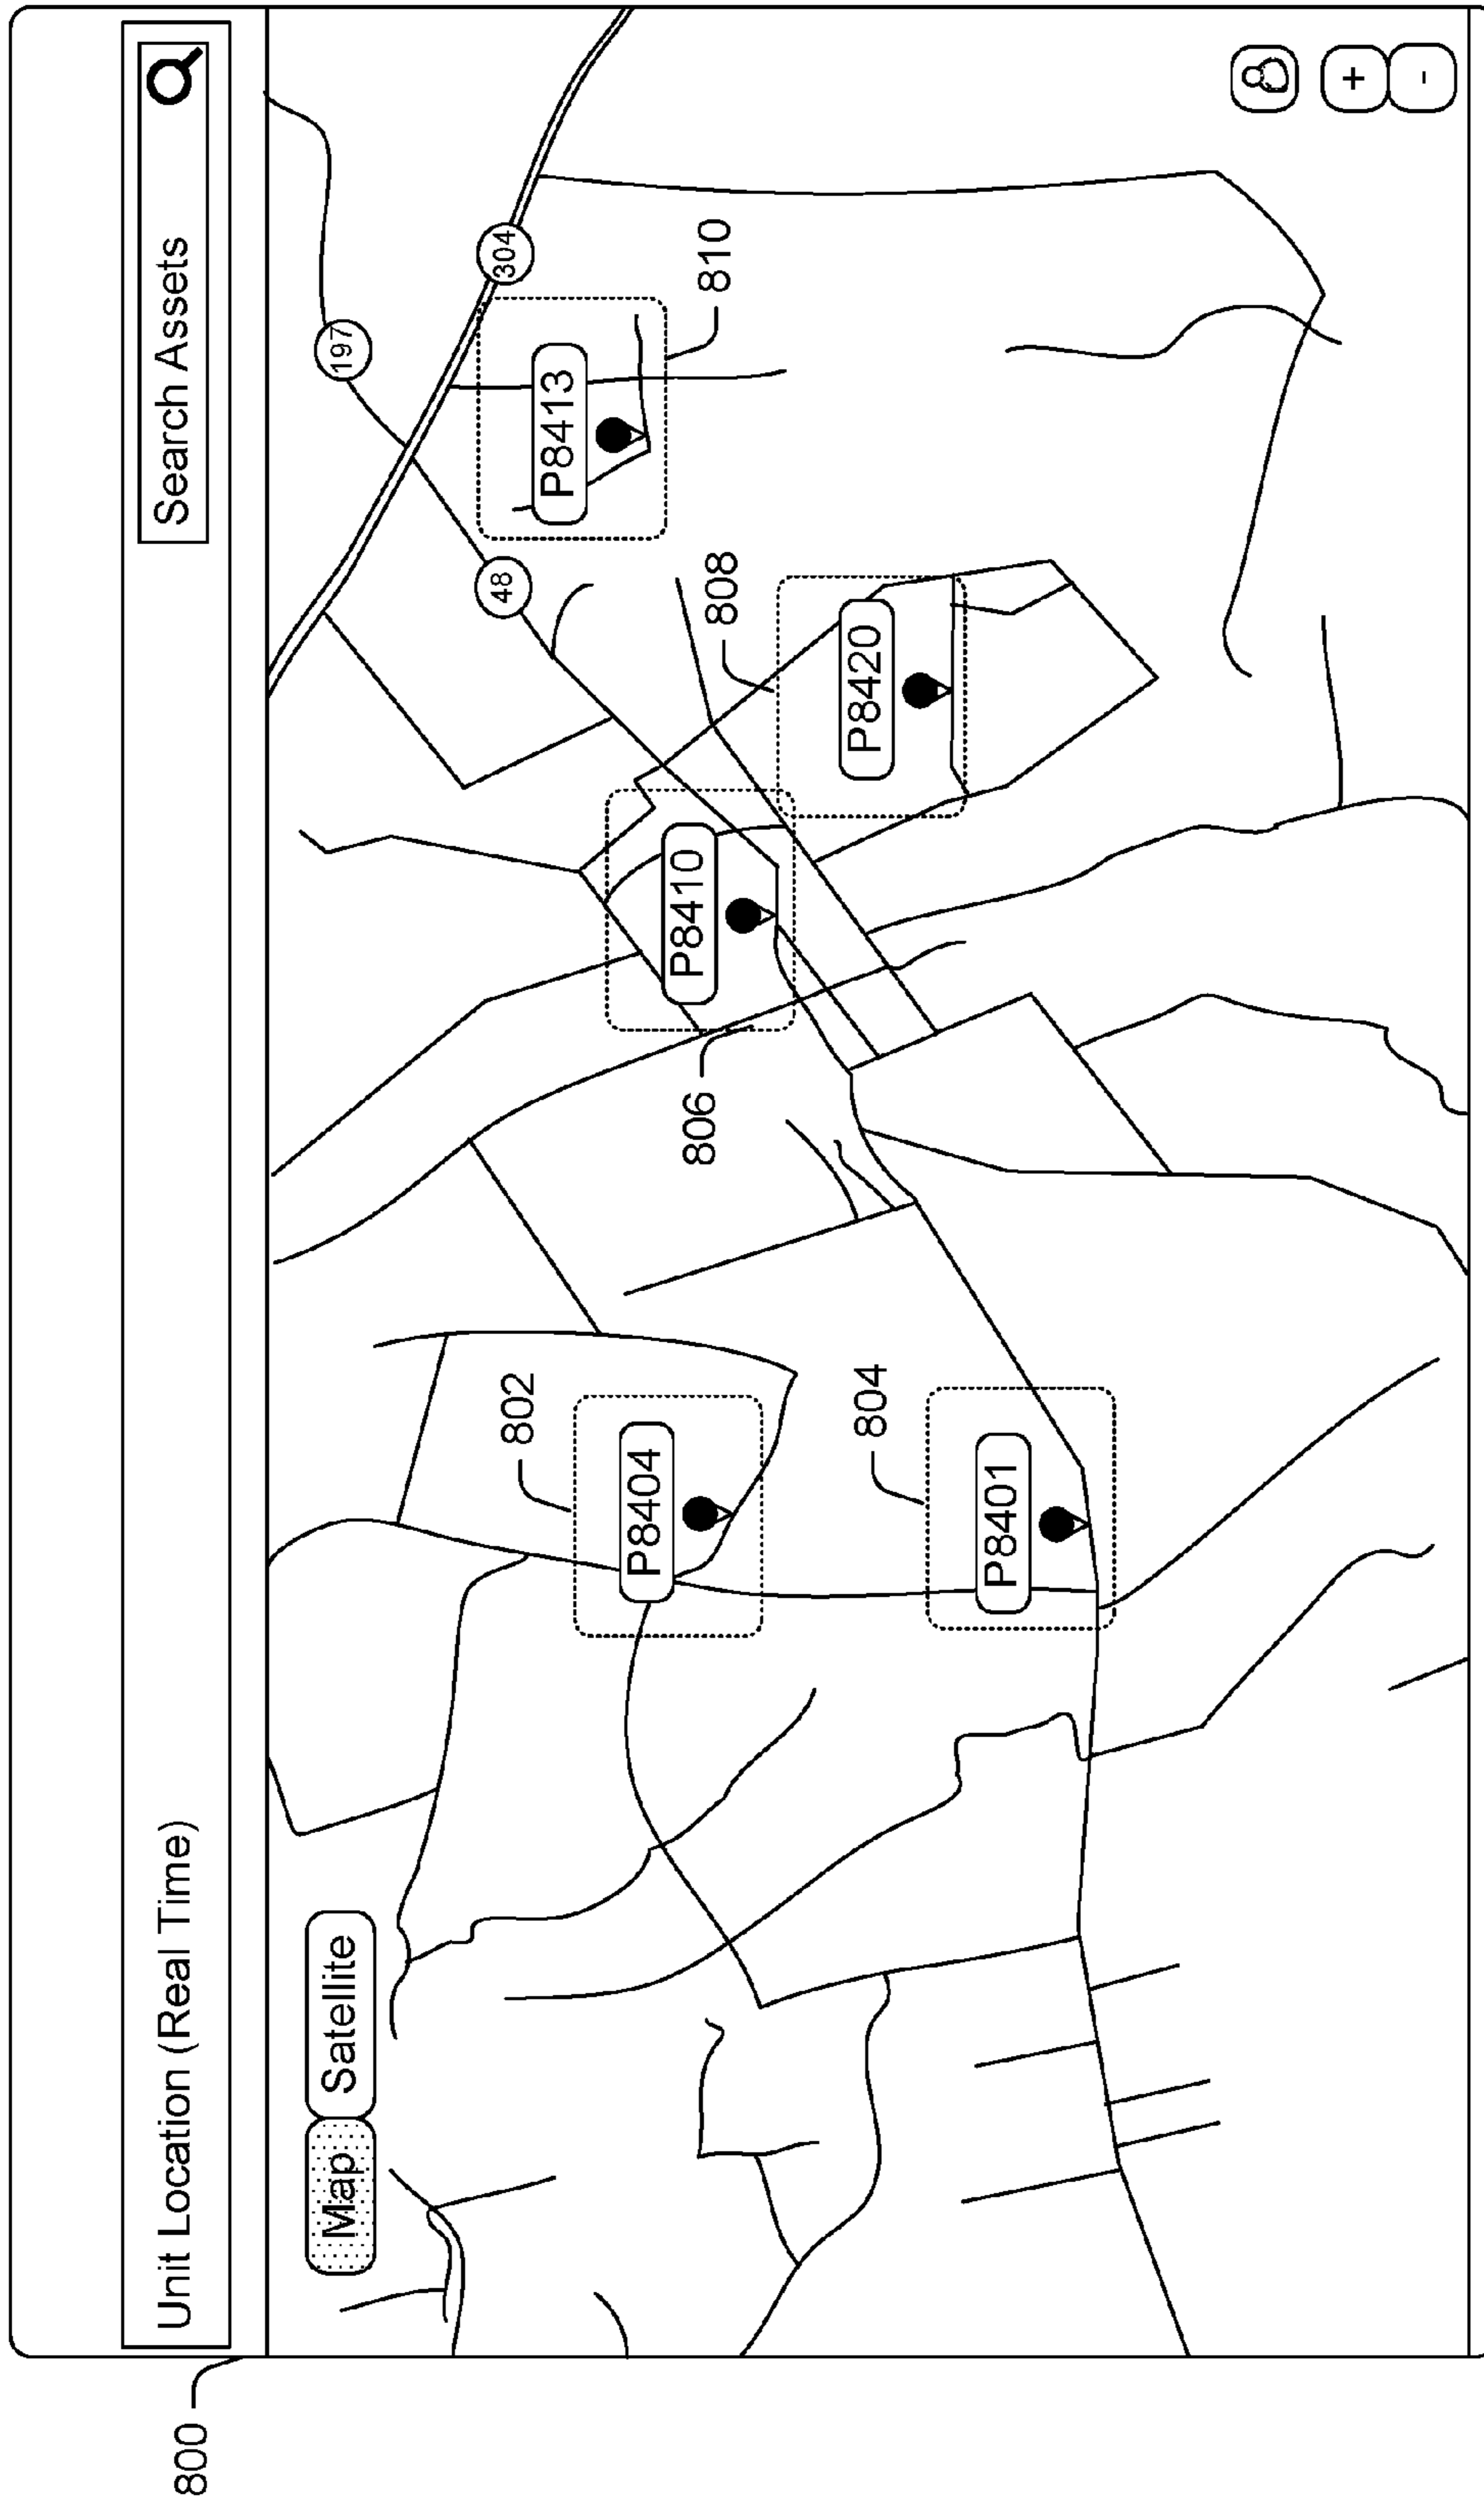 800
Unit Location (Real Time)
Search Assets
Map
Satellite
197
304
48
P8413
810
802
P8404
806
P8410
808
P8420
804
P8401
+
-